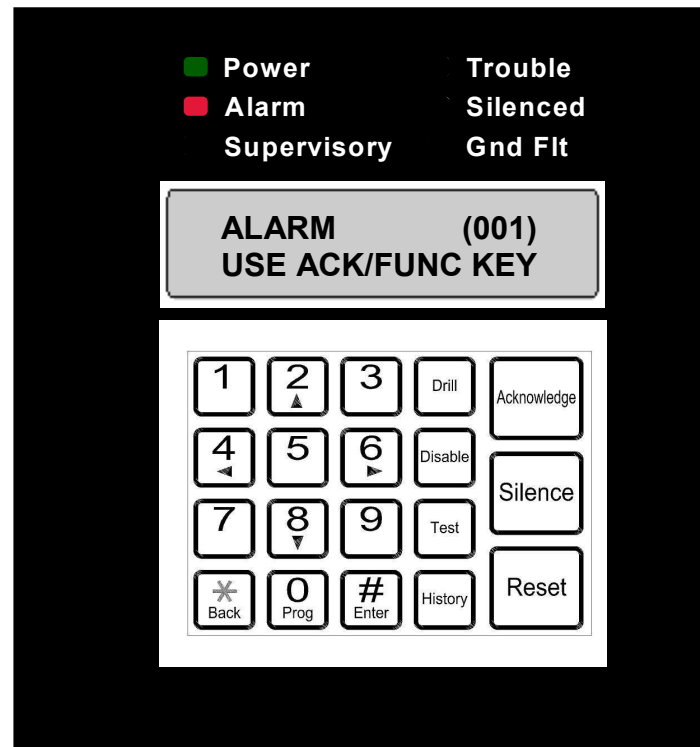 Power Trouble
Alarm Silenced
Supervisory Gnd Flt
ALARM (001)
USE ACK/FUNC KEY
1 2 3 Drill Acknowledge
4 5 6 Disable
Silence
7 8 9 Test
* 0 # History Reset
Back Prog Enter